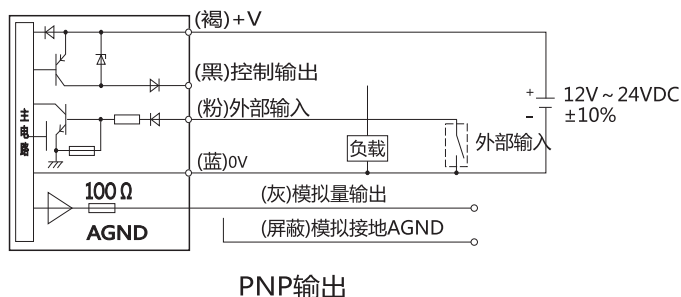 (褐)+V
(黑)控制输出
(粉)外部输入
主电路
+
-
12V～24VDC
±10%
负载
外部输入
(蓝)0V
100Ω
(灰)模拟量输出
AGND
(屏蔽)模拟接地AGND
PNP输出